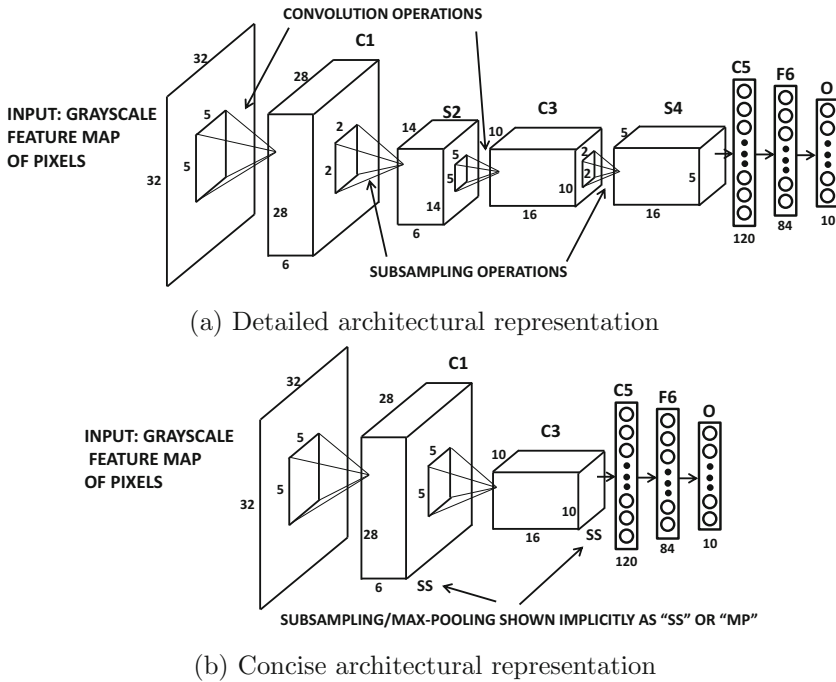 CONVOLUTION OPERATIONS
32
C1
28
INPUT: GRAYSCALE
FEATURE MAP
OF PIXELS
5
5
32
28
6
2
2
S2
14
14
6
5
5
C3
10
10
16
2
2
S4
5
5
16
C5
120
F6
84
O
10
SUBSAMPLING OPERATIONS
(a) Detailed architectural representation
32
C1
28
INPUT: GRAYSCALE
FEATURE MAP
OF PIXELS
5
5
32
28
6
SS
5
5
C3
10
10
16
SS
C5
120
F6
84
O
10
SUBSAMPLING/MAX-POOLING SHOWN IMPLICITLY AS “SS” OR “MP”
(b) Concise architectural representation